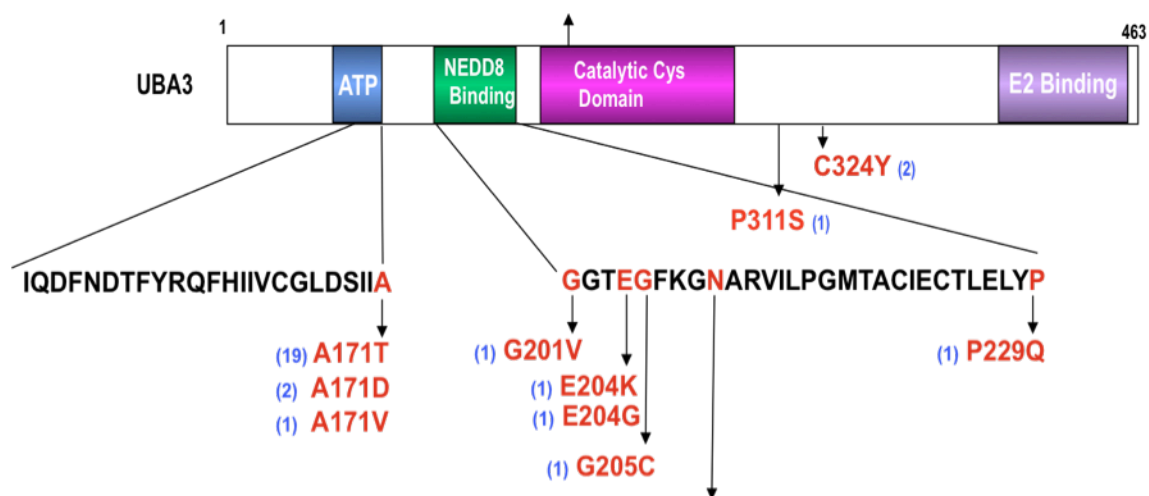 1
463
UBA3
ATP
NEDD8
Binding
Catalytic Cys
Domain
E2 Binding
C324Y (2)
P311S (1)
IQDFNDTFYRQFHIIVCGLDSIIA
GGTEGFKGNARVILPGMTACIECTLELYP
(19) A171T
(2) A171D
(1) A171V
(1) G201V
(1) E204K
(1) E204G
(1) G205C
(1) P229Q